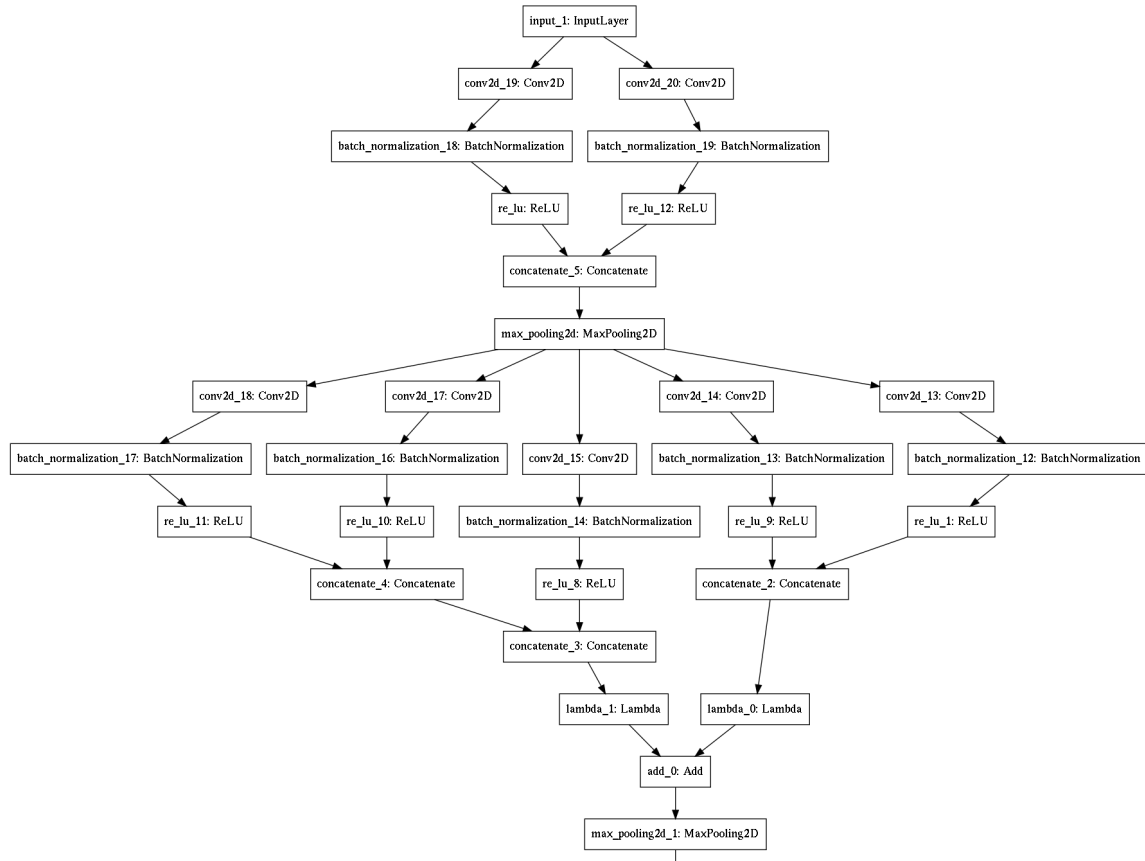 input_1: InputLayer
conv2d_19: Conv2D
conv2d_20: Conv2D
batch_normalization_18: BatchNormalization
batch_normalization_19: BatchNormalization
re_lu: ReLU
re_lu_12: ReLU
concatenate_5: Concatenate
max_pooling2d: MaxPooling2D
conv2d_18: Conv2D
conv2d_17: Conv2D
conv2d_14: Conv2D
conv2d_13: Conv2D
batch_normalization_17: BatchNormalization
batch_normalization_16: BatchNormalization
conv2d_15: Conv2D
batch_normalization_13: BatchNormalization
batch_normalization_12: BatchNormalization
re_lu_11: ReLU
re_lu_10: ReLU
batch_normalization_14: BatchNormalization
re_lu_9: ReLU
re_lu_1: ReLU
concatenate_4: Concatenate
re_lu_8: ReLU
concatenate_2: Concatenate
concatenate_3: Concatenate
lambda_1: Lambda
lambda_0: Lambda
add_0: Add
max_pooling2d_1: MaxPooling2D